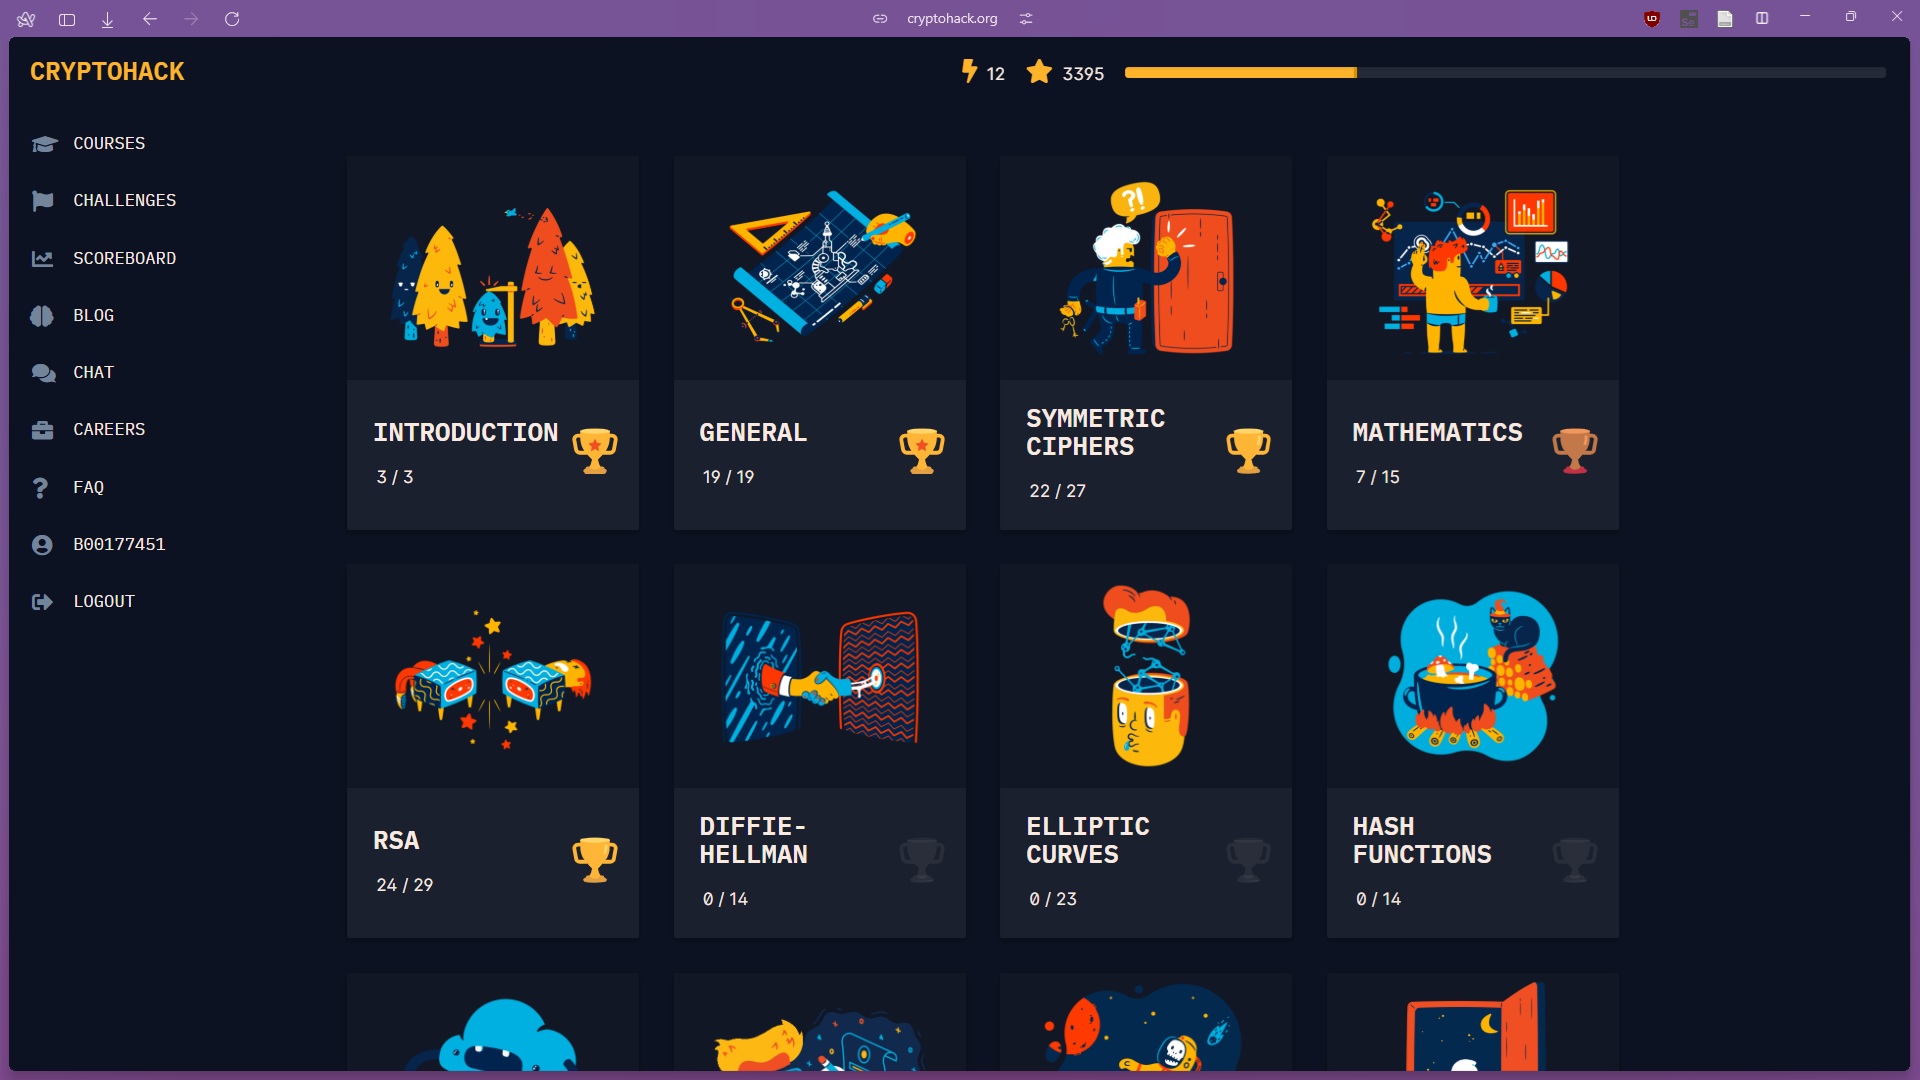 cryptohack.org
CRYPTOHACK
12
3395
COURSES
CHALLENGES
SCOREBOARD
BLOG
CHAT
CAREERS
FAQ
B00177451
LOGOUT
?!
INTRODUCTION
3 / 3
GENERAL
19 / 19
SYMMETRIC
CIPHERS
22 / 27
MATHEMATICS
7 / 15
RSA
24 / 29
DIFFIE-
HELLMAN
0 / 14
ELLIPTIC
CURVES
0 / 23
HASH
FUNCTIONS
0 / 14